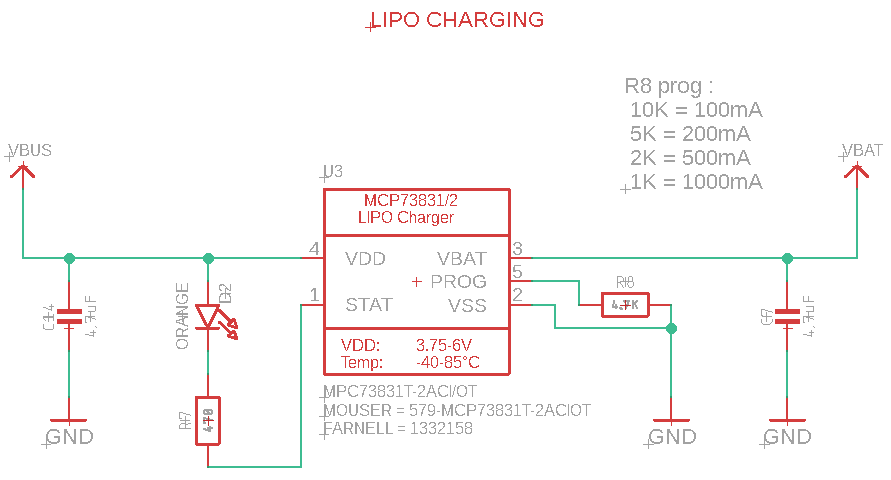 LIPO CHARGING
R8 prog :
10K = 100mA
5K = 200mA
2K = 500mA
1K = 1000mA
VBUS
VBAT
U3
MCP73831/2
LIPO Charger
4
VDD
VBAT
3
PROG
5
1
STAT
VSS
2
VDD: 3.75-6V
Temp: -40-85°C
MPC73831T-2ACI/OT
MOUSER = 579-MCP73831T-2ACIOT
FARNELL = 1332158
4,7uF
ORANGE
R8
4.7K
4,7uF
R7
470
GND
GND
GND